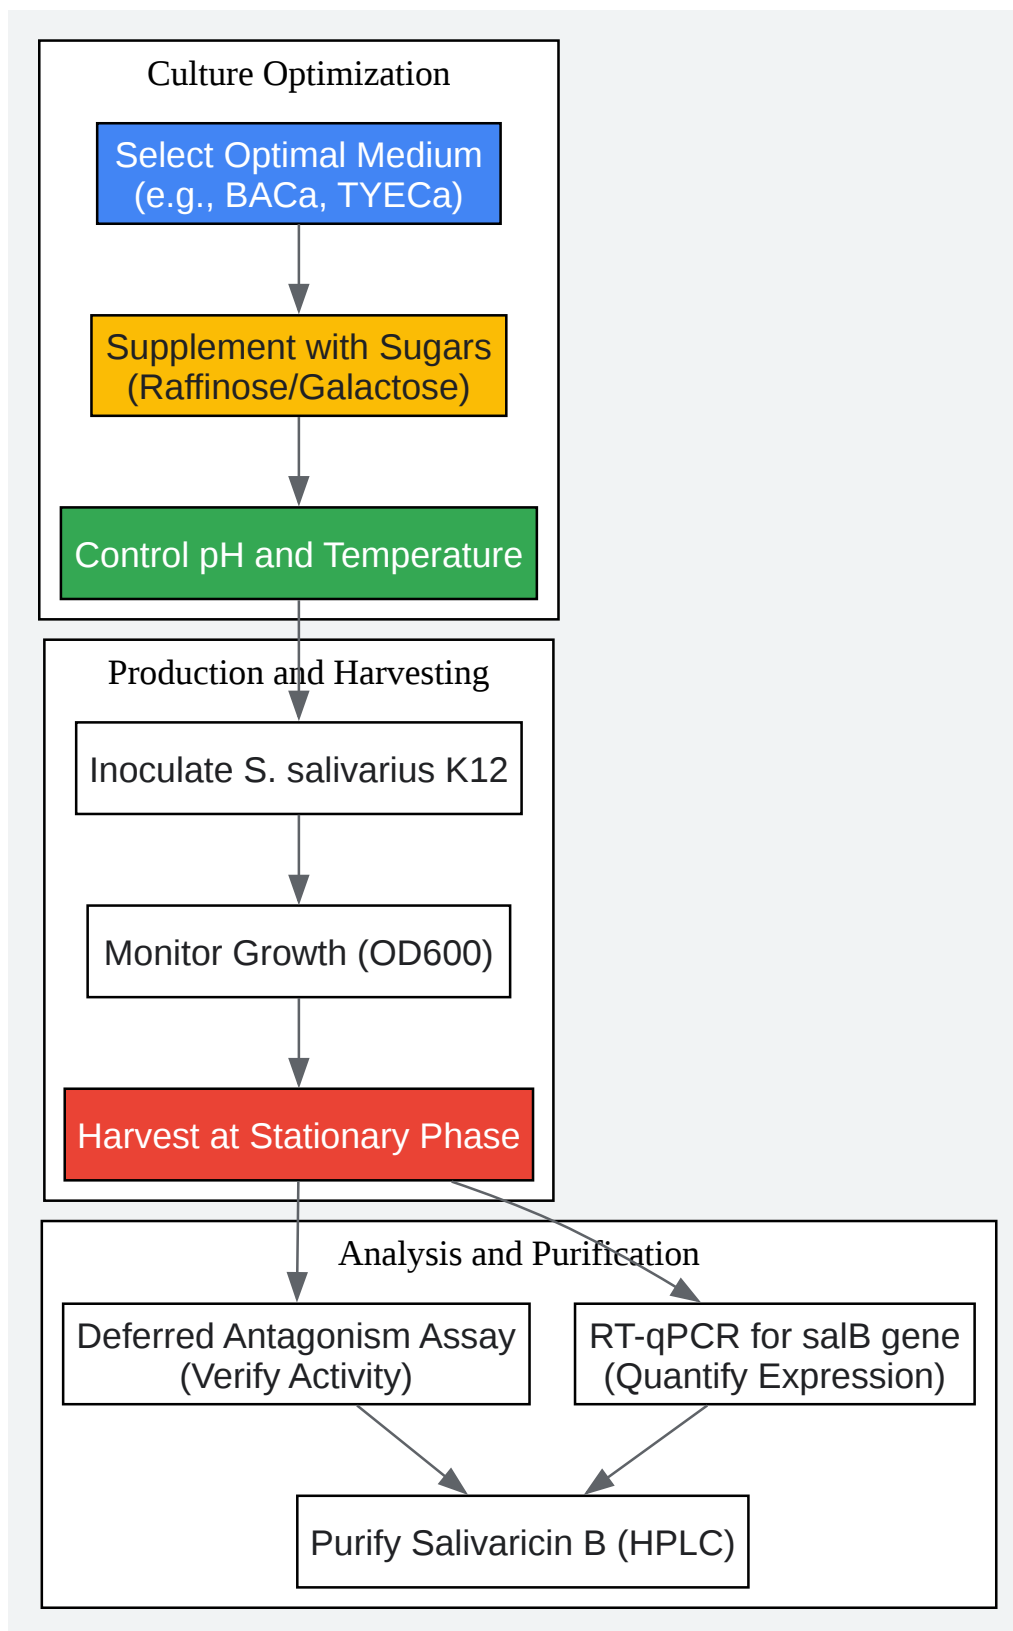 Culture Optimization
Select Optimal Medium
(e.g., BACa, TYECa)
Supplement with Sugars
(Raffinose/Galactose)
Control pH and Temperature
Production and Harvesting
Inoculate S. salivarius K12
Monitor Growth (OD600)
Harvest at Stationary Phase
Analysis and Purification
Deferred Antagonism Assay
(Verify Activity)
RT-qPCR for salB gene
(Quantify Expression)
Purify Salivaricin B (HPLC)